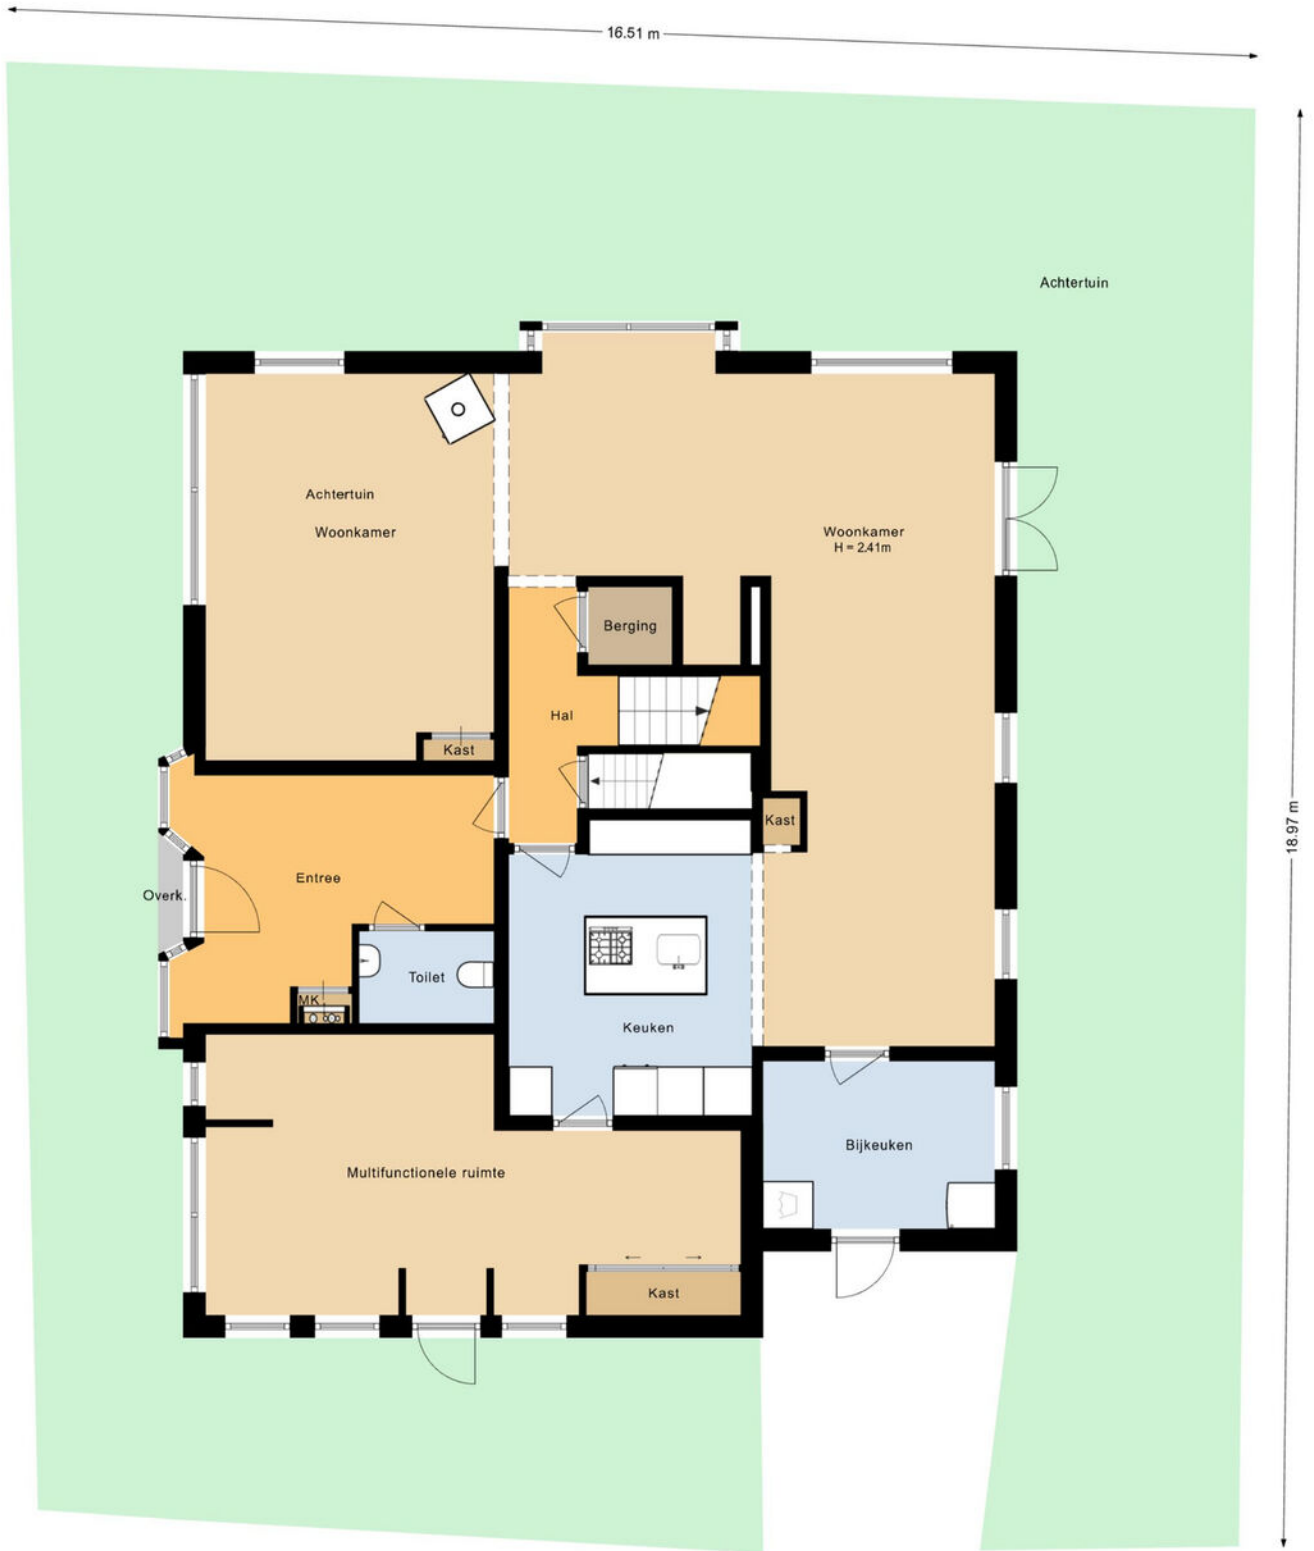 16.51 m
Achtertuin
Achtertuin
Woonkamer
Woonkamer
H = 2.41m
Berging
Hal
Kast
Kast
18.97 m
Entree
Overk.
Toilet
MK
Keuken
Bijkeuken
Multifunctionele ruimte
Kast